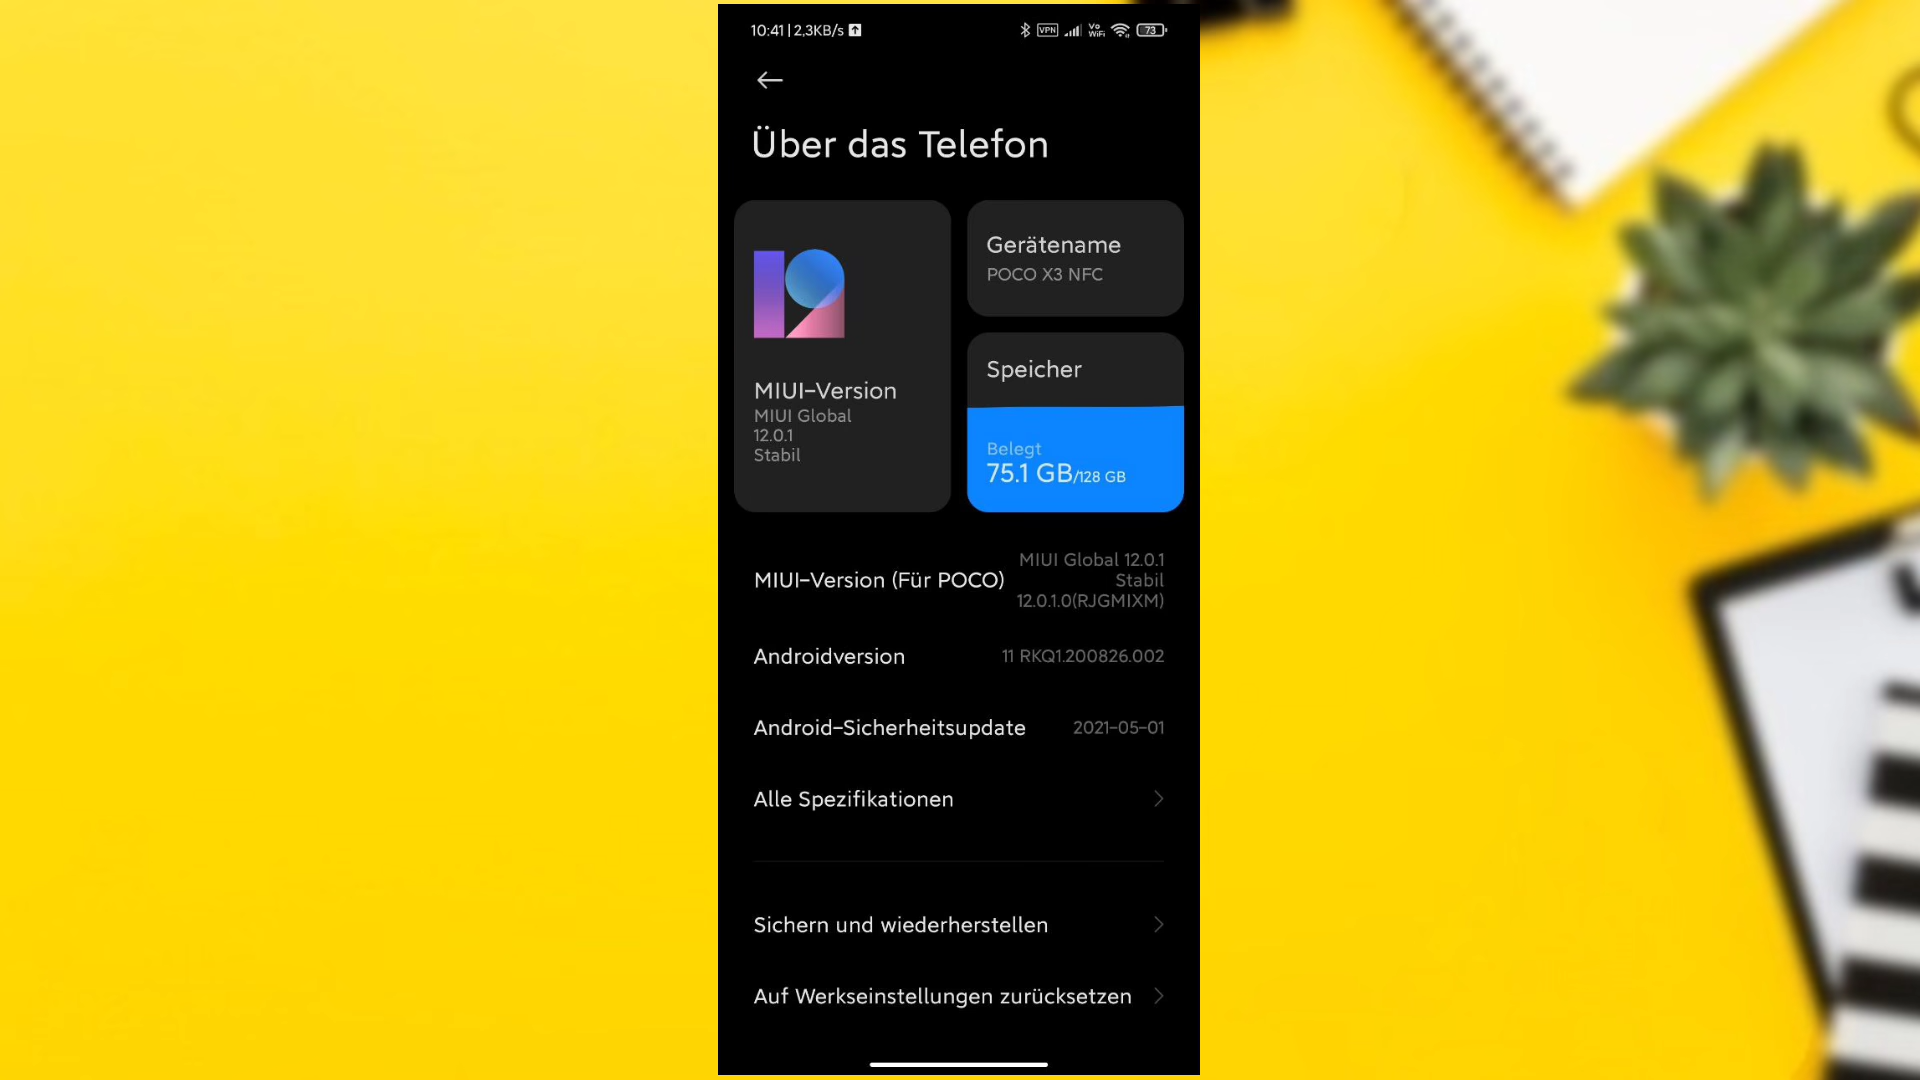 10:41 | 2,3KB/s
VPN
Vo
WiFi
73
Über das Telefon
12
MIUI-Version
MIUI Global
12.0.1
Stabil
Gerätename
POCO X3 NFC
Speicher
Belegt
75.1 GB/128 GB
MIUI-Version (Für POCO)
MIUI Global 12.0.1
Stabil
12.0.1.0(RJGMIXM)
Androidversion
11 RKQ1.200826.002
Android-Sicherheitsupdate
2021-05-01
Alle Spezifikationen
Sichern und wiederherstellen
Auf Werkseinstellungen zurücksetzen